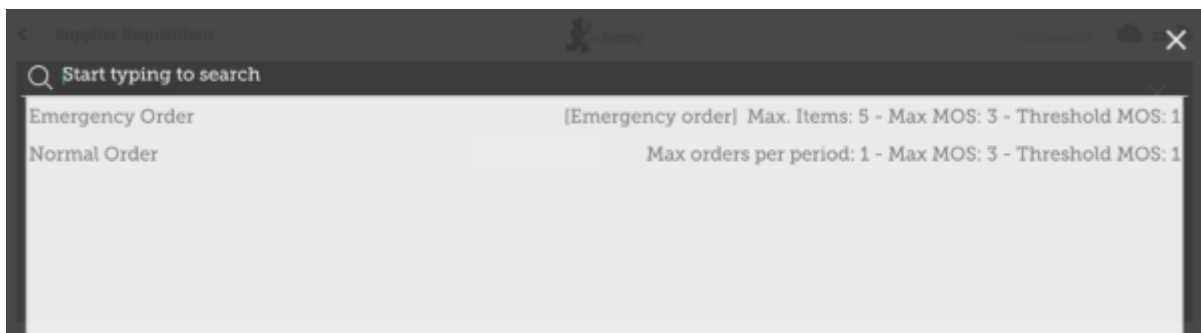 Supplier Requisitions
Supply
Start typing to search
Emergency Order [Emergency order] Max. Items: 5 - Max MOS: 3 - Threshold MOS: 1
Normal Order Max orders per period: 1 - Max MOS: 3 - Threshold MOS: 1